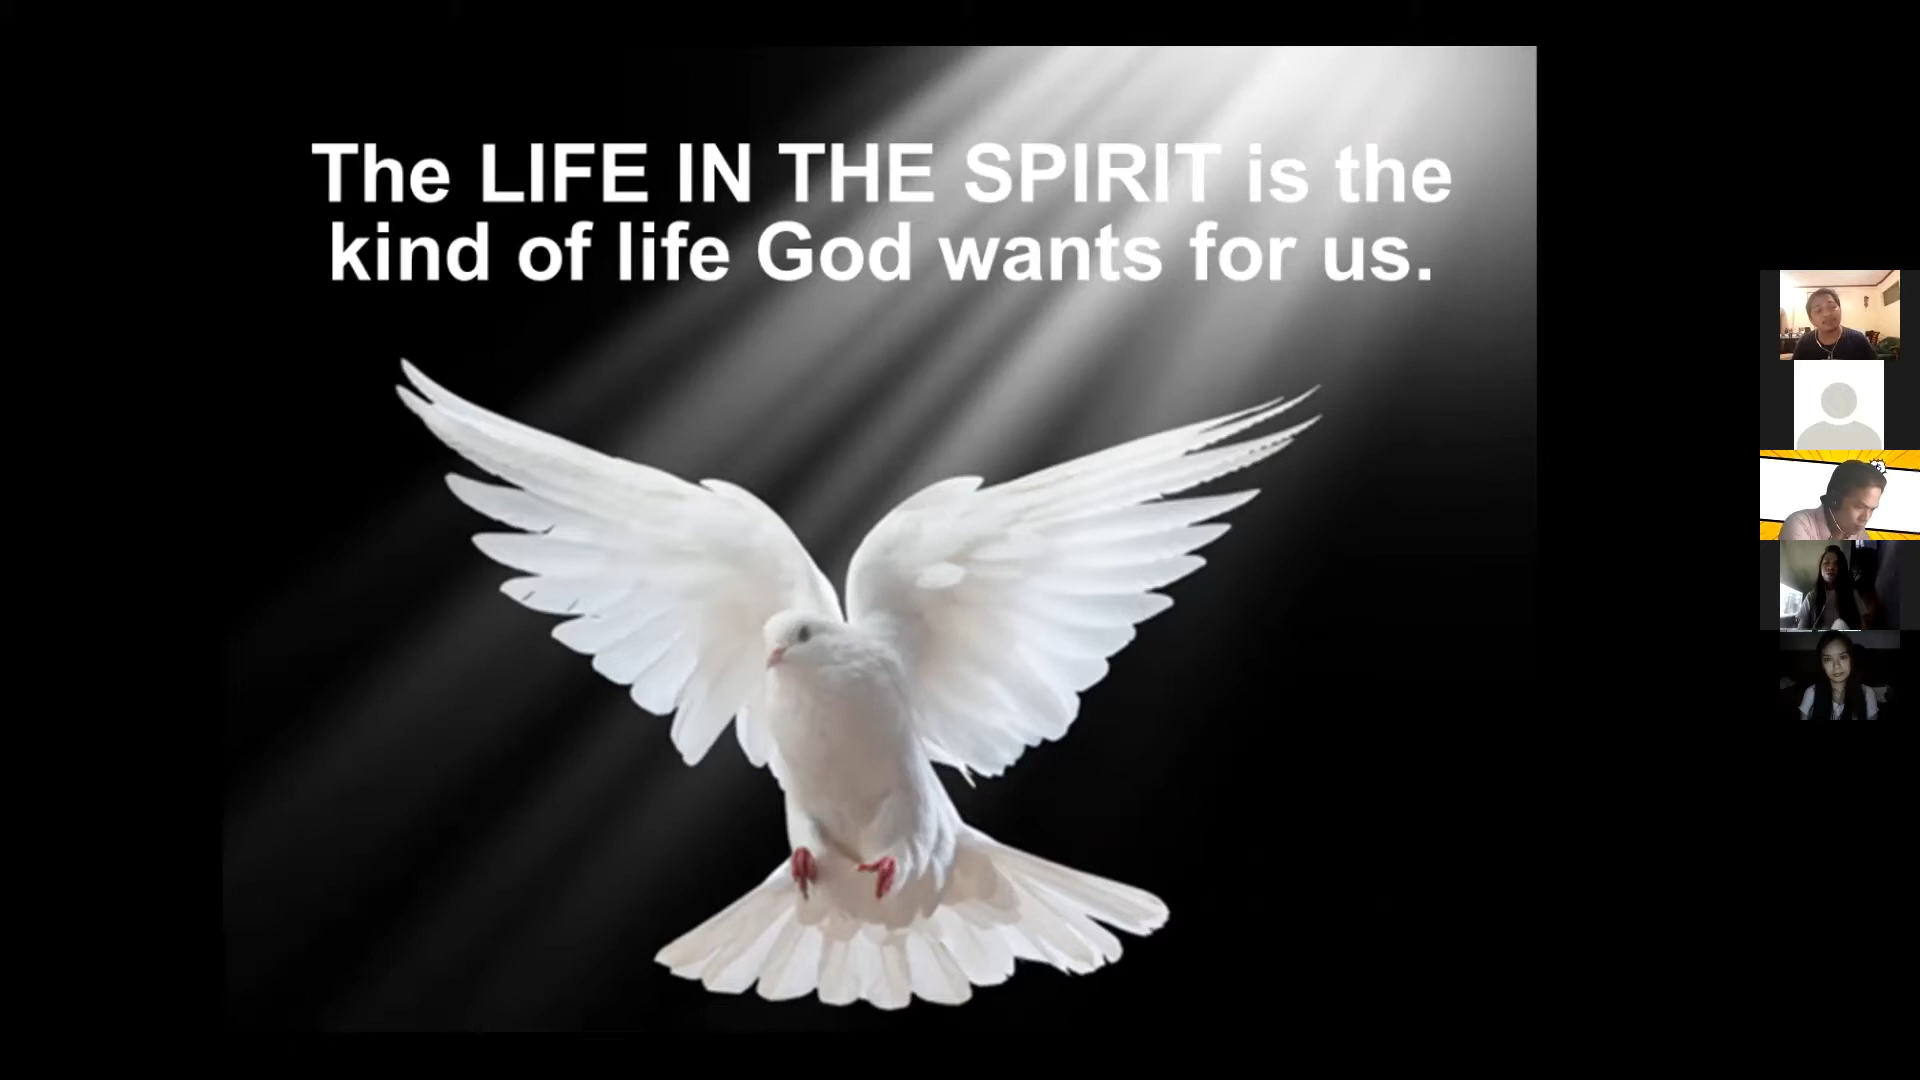 The LIFE IN THE SPIRIT is the
kind of life God wants for us.